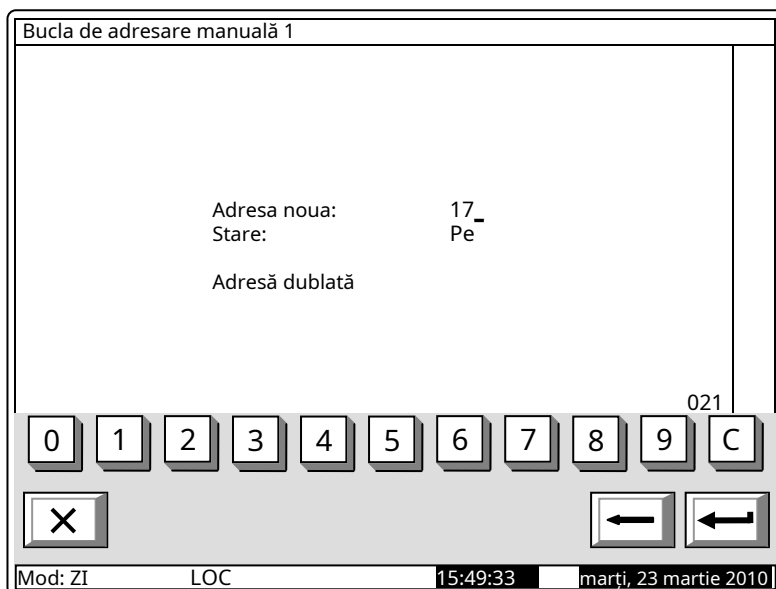 Bucla de adresare manuală 1
Adresa noua: 17_
Stare: Pe
Adresă dublată
021
0 1 2 3 4 5 6 7 8 9 C
Mod: ZI LOC 15:49:33 marți, 23 martie 2010